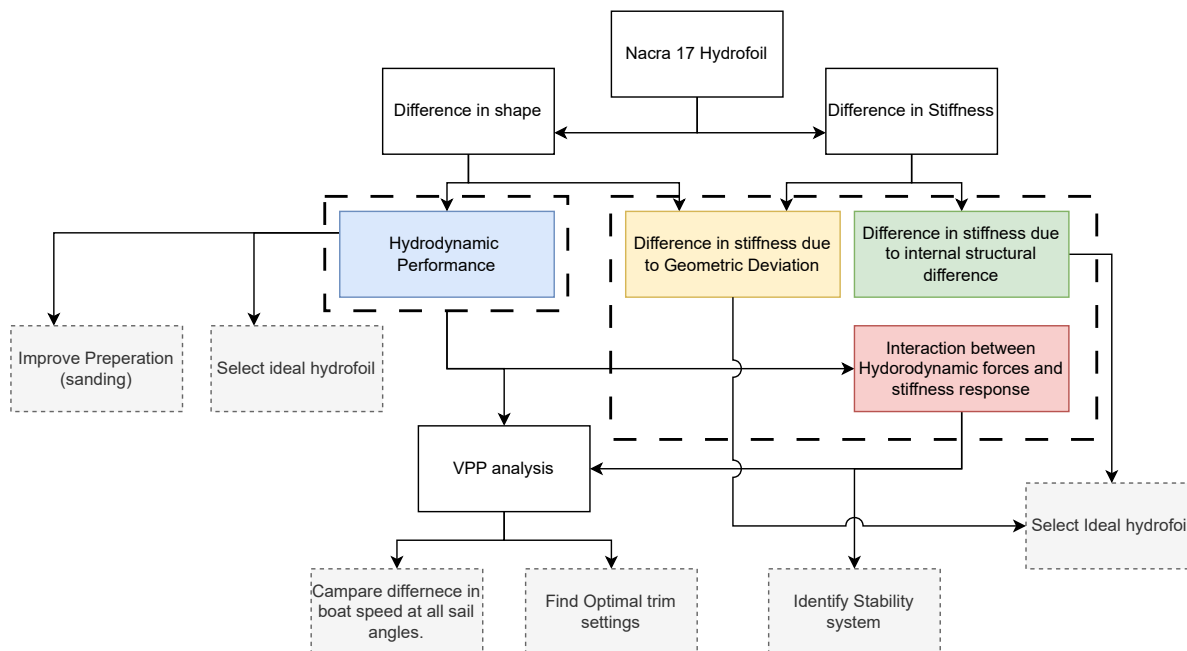 Nacra 17 Hydrofoil
Difference in shape
Difference in Stiffness
Hydrodynamic
Performance
Difference in stiffness due
to Geometric Deviation
Difference in stiffness due
to internal structural
difference
Improve Preperation
(sanding)
Select ideal hydrofoil
Interaction between
Hydorodynamic forces and
stiffness response
VPP analysis
Select Ideal hydrofoi
Campare differnece in
boat speed at all sail
angles.
Find Optimal trim
settings
Identify Stability
system